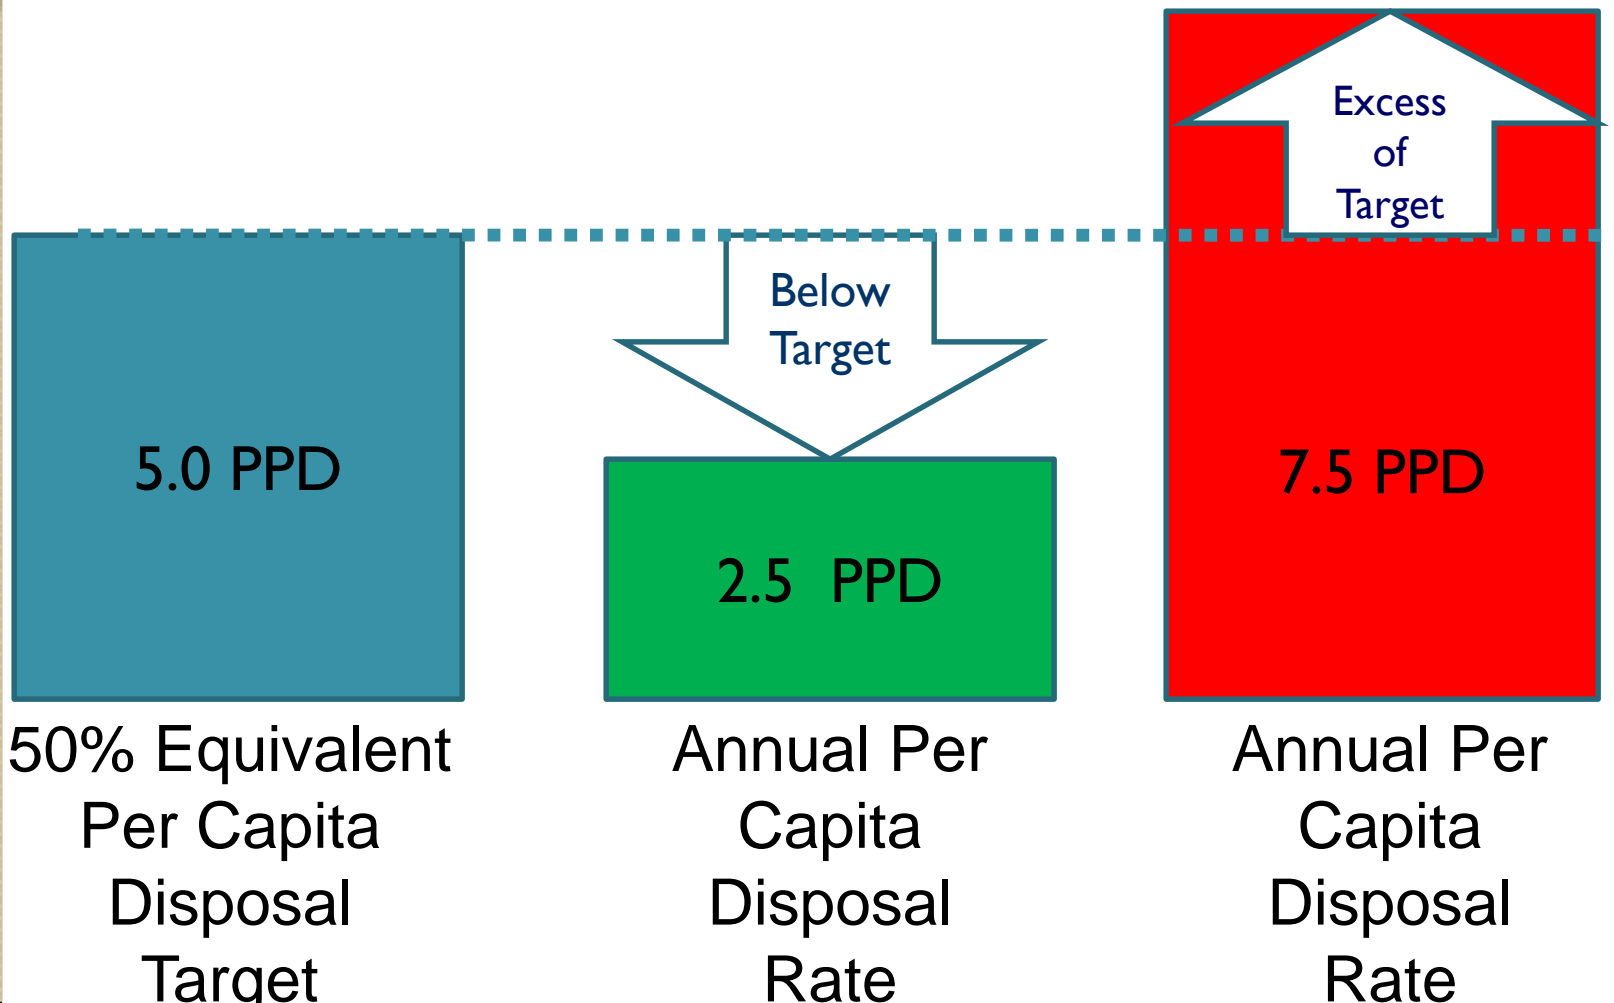 Excess
of
Target
Below
Target
5.0 PPD
2.5 PPD
7.5 PPD
50% Equivalent
Per Capita
Disposal
Target
Annual Per
Capita
Disposal
Rate
Annual Per
Capita
Disposal
Rate